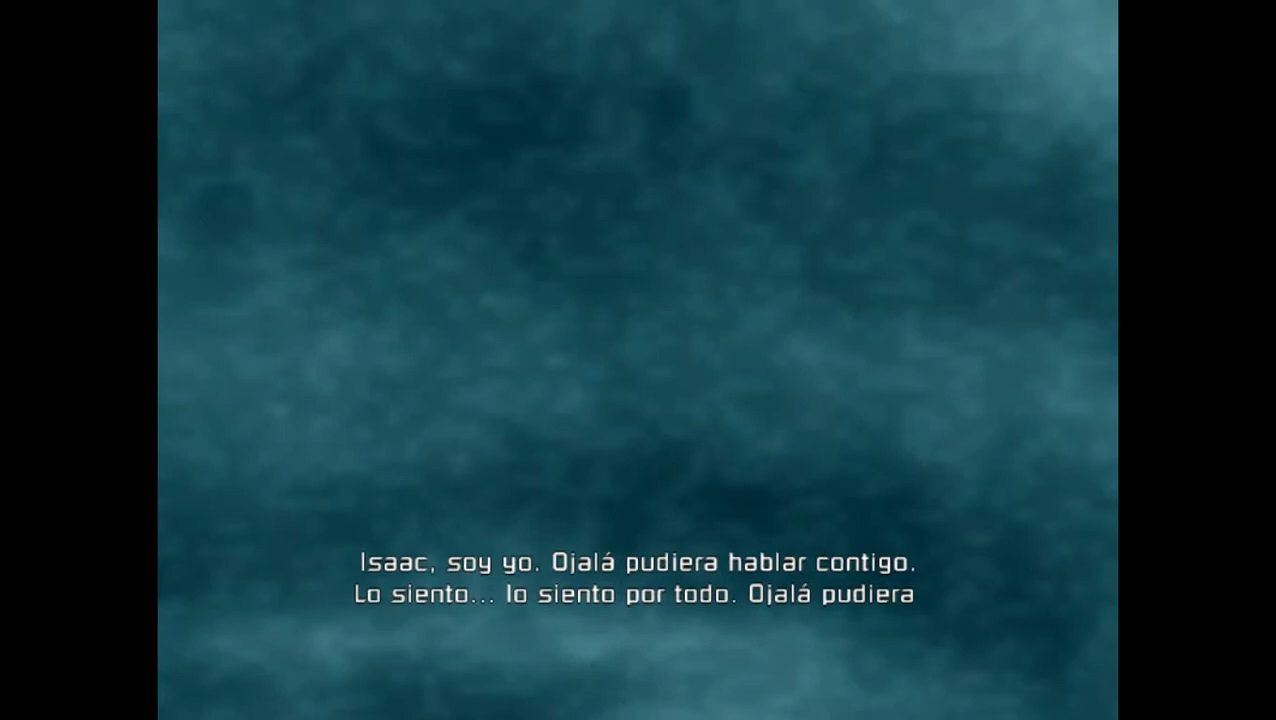 Isaac, soy yo. Ojalá pudiera hablar contigo.
Lo siento... lo siento por todo. Ojalá pudiera